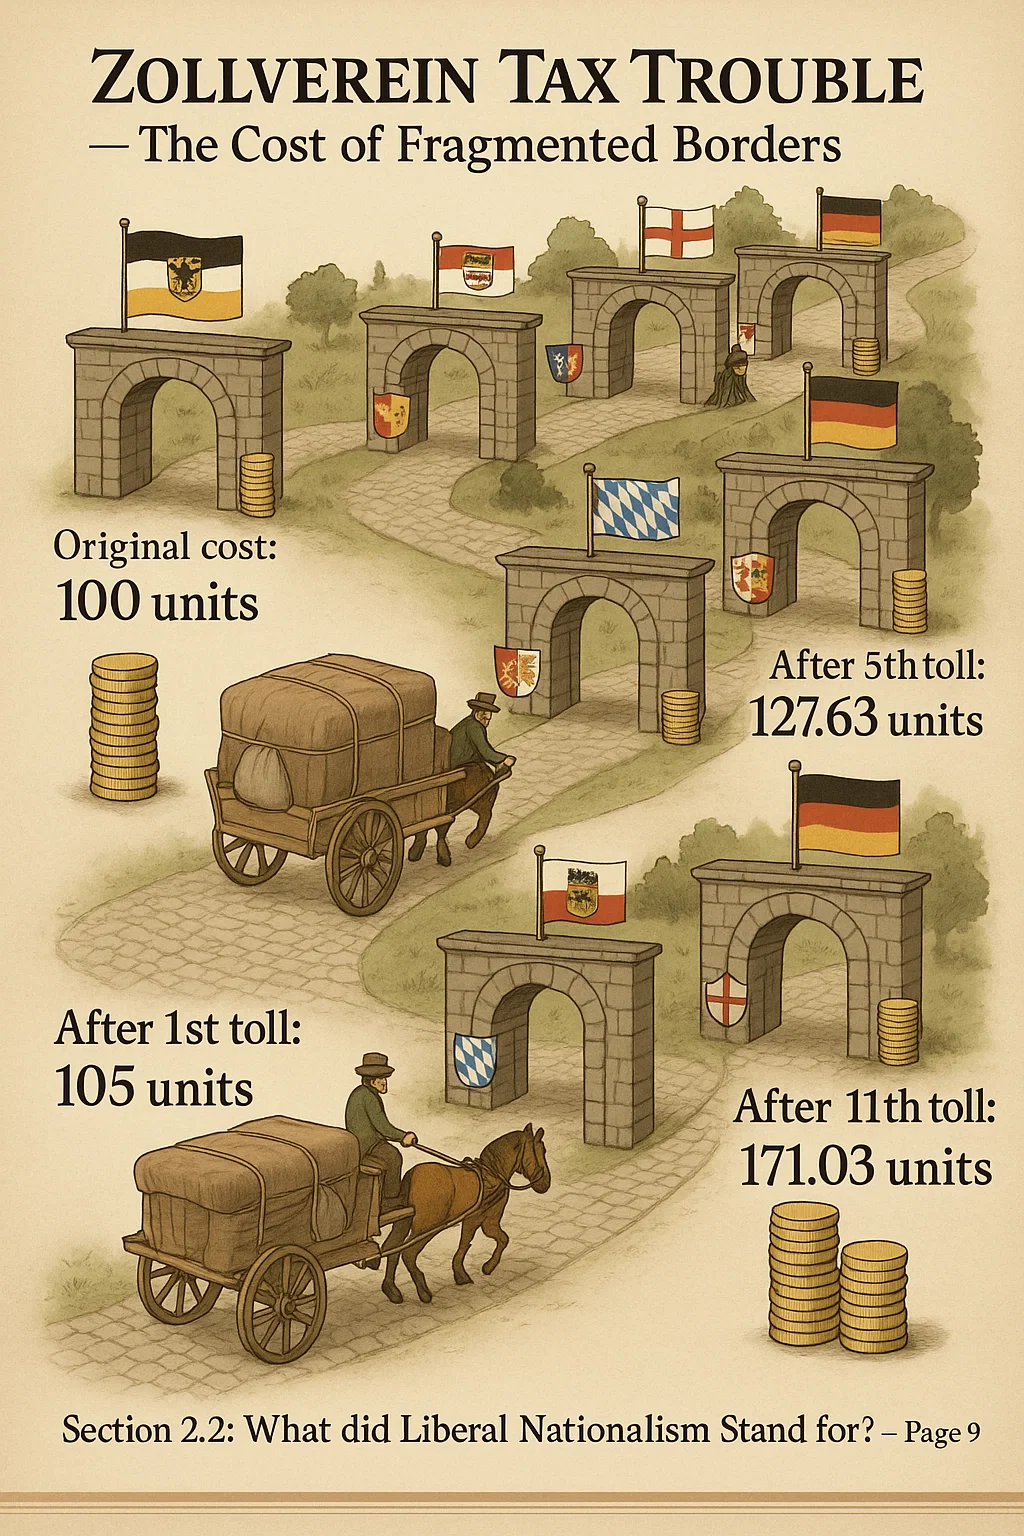 ZOLLVEREIN TAX TROUBLE
— The Cost of Fragmented Borders
Original cost:
100 units
After 5th toll:
127.63 units
After 1st toll:
105 units
After 11th toll:
171.03 units
Section 2.2: What did Liberal Nationalism Stand for? – Page 9